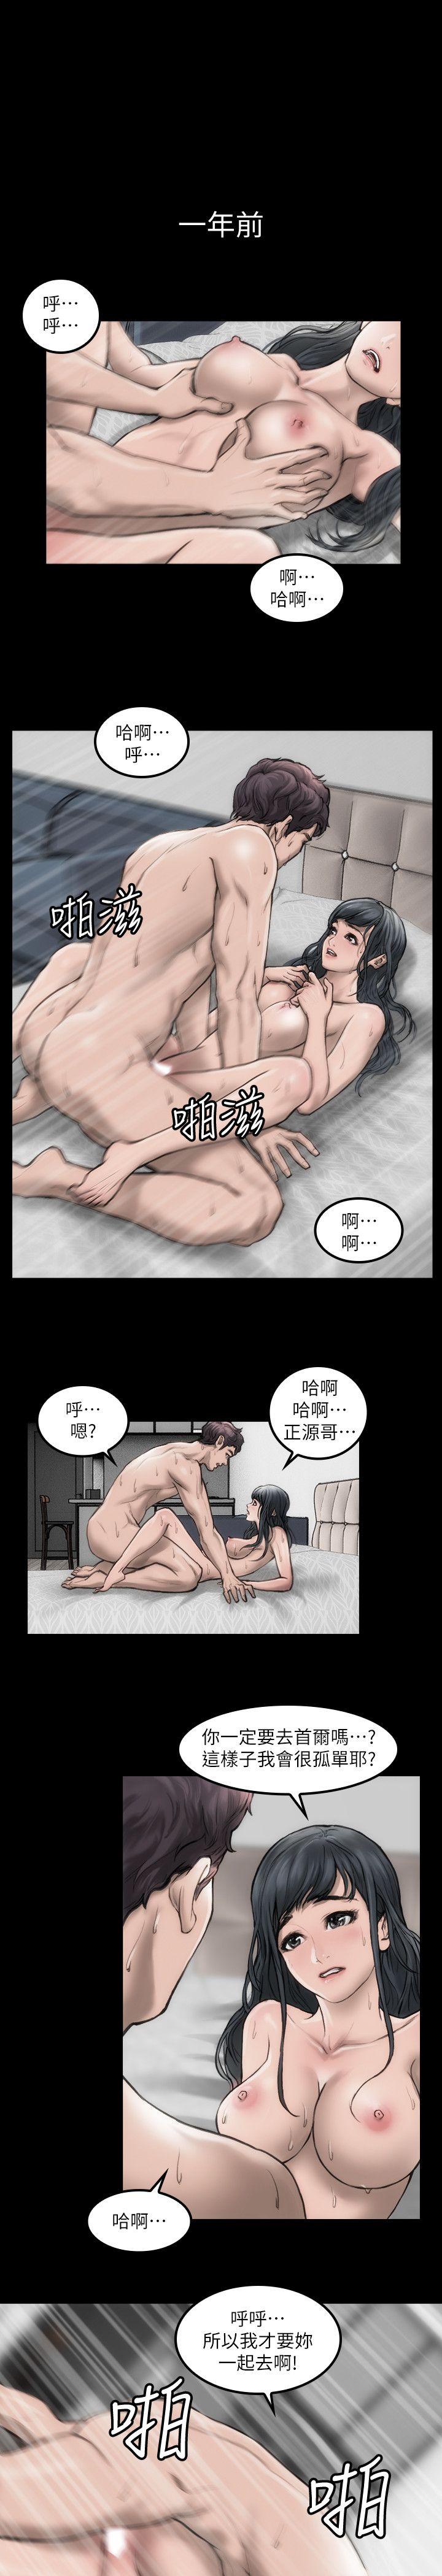 一年前
呼⋯
呼⋯
啊⋯
哈啊⋯
哈啊⋯
呼⋯
啪滋
啪滋
啊⋯
啊⋯
呼⋯
嗯?
哈啊
哈啊⋯
正源哥⋯
你一定要去首爾嗎⋯?
這樣子我會很孤單耶?
哈啊⋯
呼呼⋯
所以我才要妳
一起去啊!
啪
啪